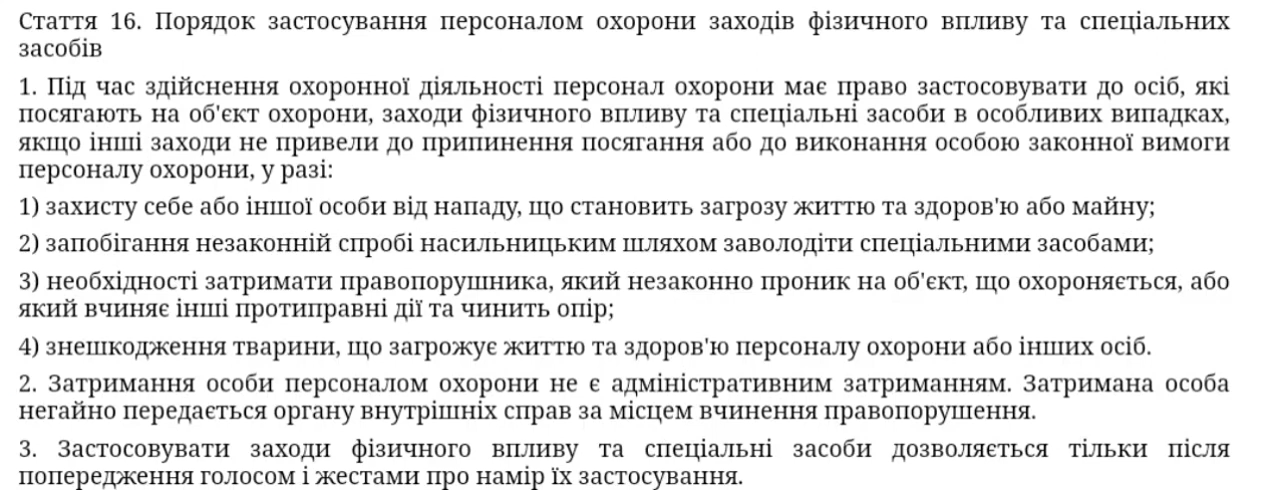 Стаття 16. Порядок застосування персоналом охорони заходів фізичного впливу та спеціальних
засобів
1. Під час здійснення охоронної діяльності персонал охорони має право застосовувати до осіб, які
посягають на об'єкт охорони, заходи фізичного впливу та спеціальні засоби в особливих випадках,
якщо інші заходи не привели до припинення посягання або до виконання особою законної вимоги
персоналу охорони, у разі:
1) захисту себе або іншої особи від нападу, що становить загрозу життю та здоров'ю або майну;
2) запобігання незаконній спробі насильницьким шляхом заволодіти спеціальними засобами;
3) необхідності затримати правопорушника, який незаконно проник на об'єкт, що охороняється, або
який вчиняє інші протиправні дії та чинить опір;
4) знешкодження тварини, що загрожує життю та здоров'ю персоналу охорони або інших осіб.
2. Затримання особи персоналом охорони не є адміністративним затриманням. Затримана особа
негайно передається органу внутрішніх справ за місцем вчинення правопорушення.
3. Застосовувати заходи фізичного впливу та спеціальні засоби дозволяється тільки після
попередження голосом і жестами про намір їх застосування.